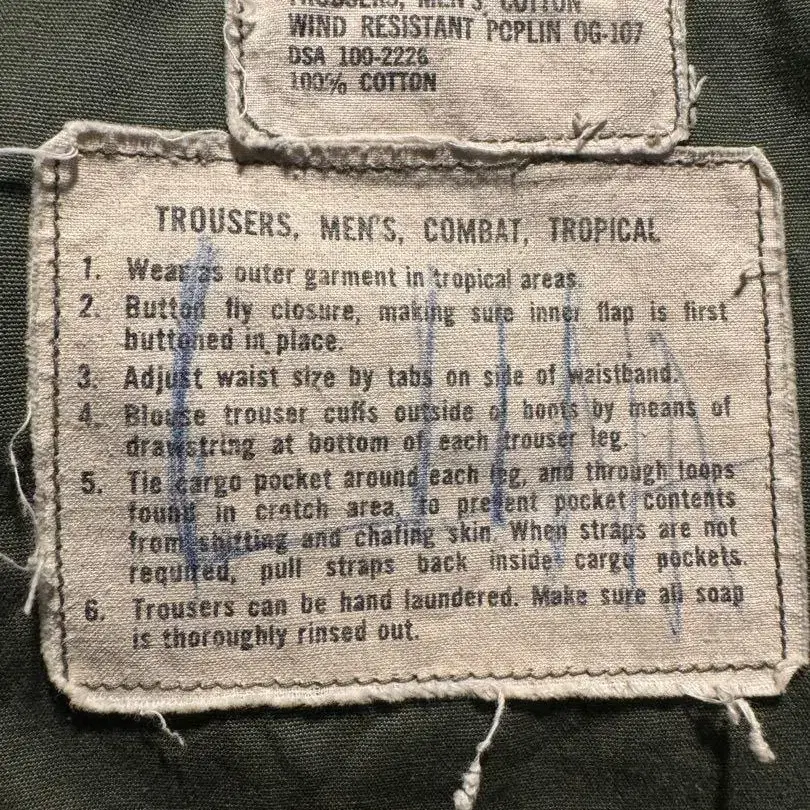 TROUSERS, MEN'S, COTTON
WIND RESISTANT POPLIN OG-107
DSA 100-2226
100% COTTON
TROUSERS, MEN'S, COMBAT, TROPICAL
1. Wear as outer garment in tropical areas.
2. Button fly closure, making sure inner flap is first
buttoned in place.
3. Adjust waist size by tabs on side of waistband.
4. Blouse trouser cuffs outside of boots by means of
drawstring at bottom of each trouser leg.
5. Tie cargo pocket around each leg, and through loops
found in crotch area, to prevent pocket contents
from shifting and chafing skin. When straps are not
required, pull straps back inside cargo pockets.
6. Trousers can be hand laundered. Make sure all soap
is thoroughly rinsed out.